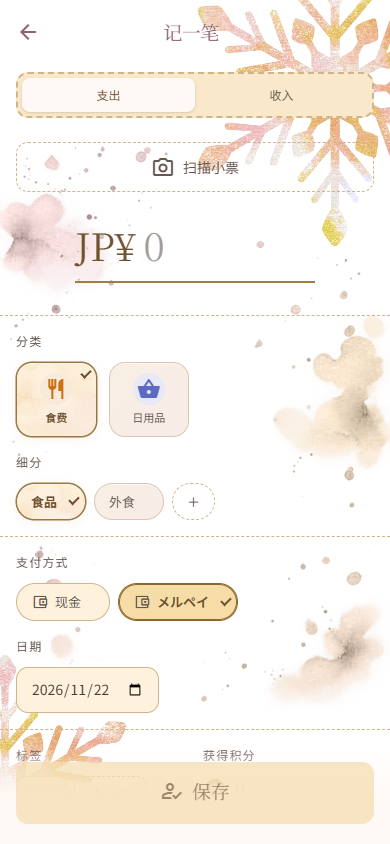 记一笔
支出 收入
扫描小票
JP¥ 0
分类
食费 日用品
细分
食品 外食 +
支付方式
现金 メルペイ
日期
2026/11/22
标签 获得积分
保存